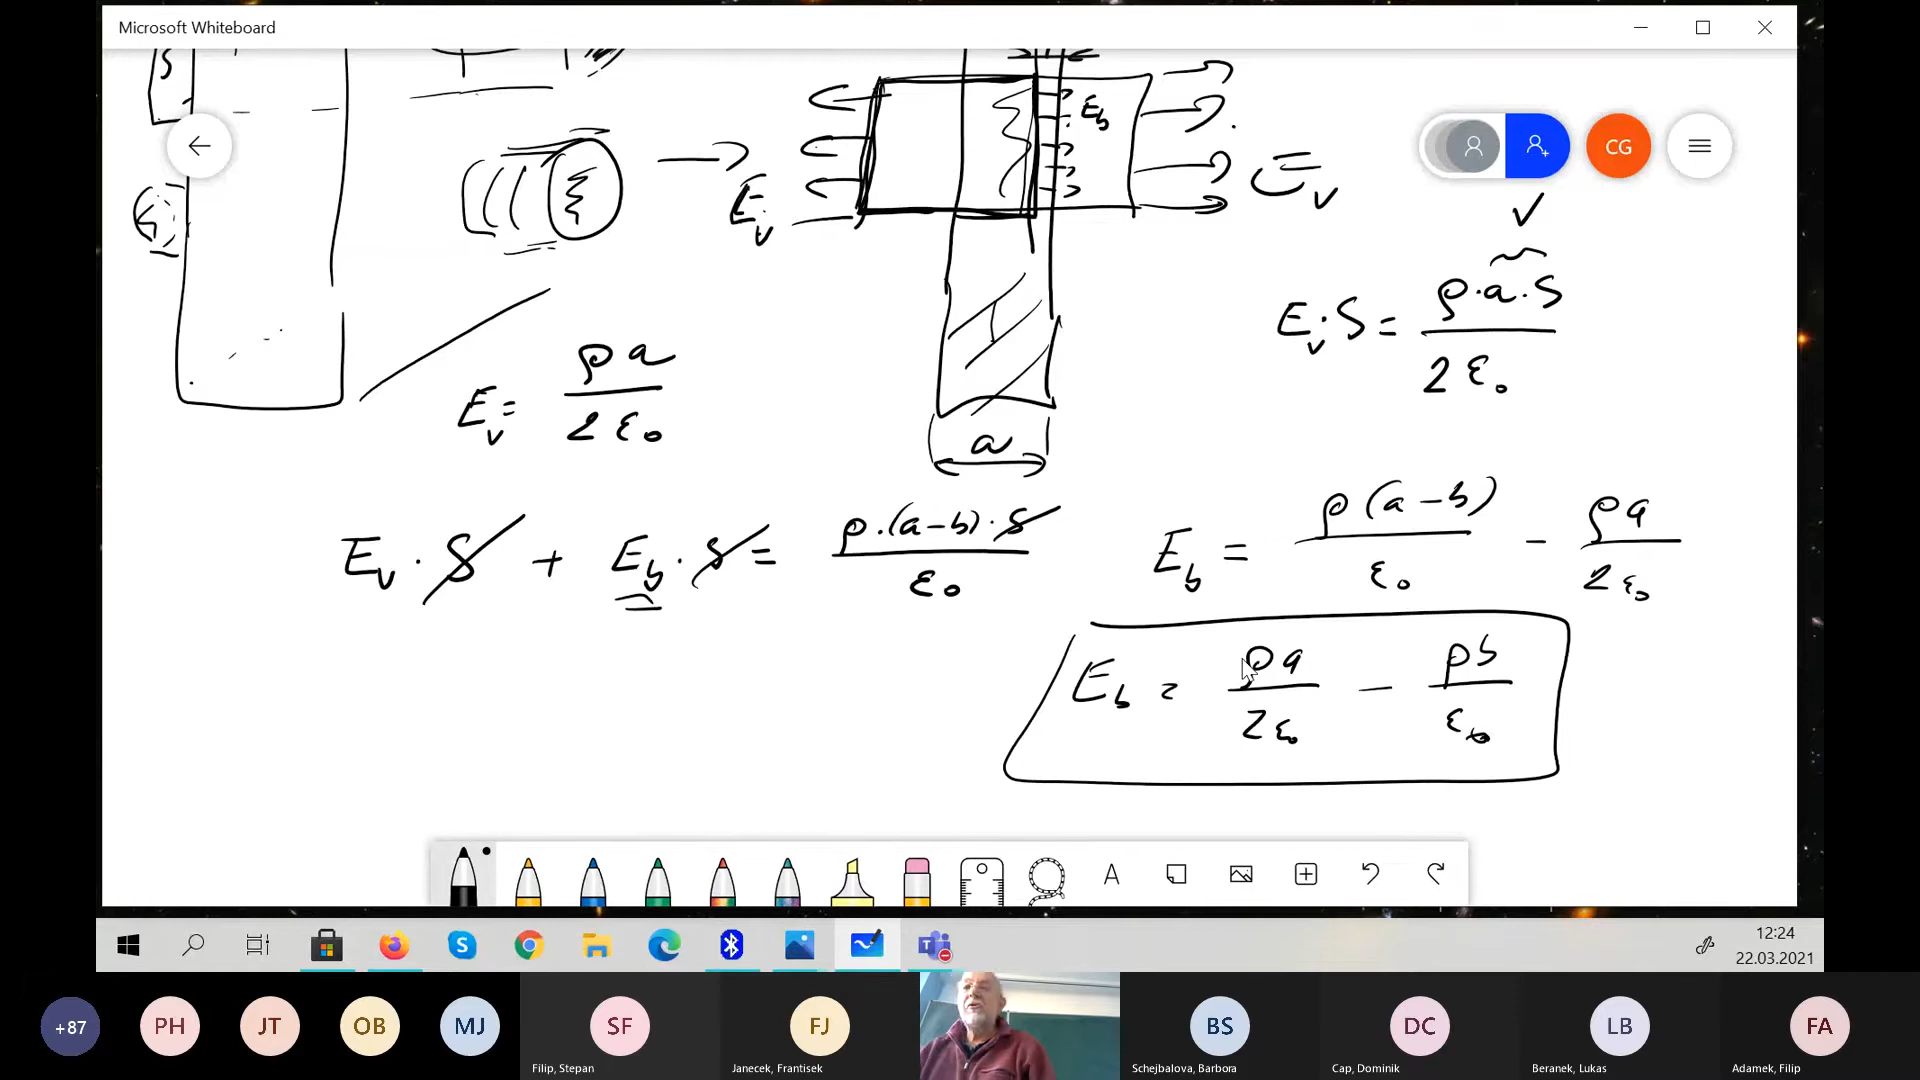 Microsoft Whiteboard
S
E_b
E_v
E_v
CG
V
E_v · S = ρ·a·S / 2ε₀
E_v = ρa / 2ε₀
a
E_v · S + E_b · S = ρ·(a-b)·S / ε₀
E_b = ρ(a-b) / ε₀ - ρa / 2ε₀
E_b = ρa / 2ε₀ - ρb / ε₀
A
12:24
22.03.2021
+87
PH
JT
OB
MJ
SF
Filip, Stepan
FJ
Janecek, Frantisek
BS
Schejbalova, Barbora
DC
Cap, Dominik
LB
Beranek, Lukas
FA
Adamek, Filip